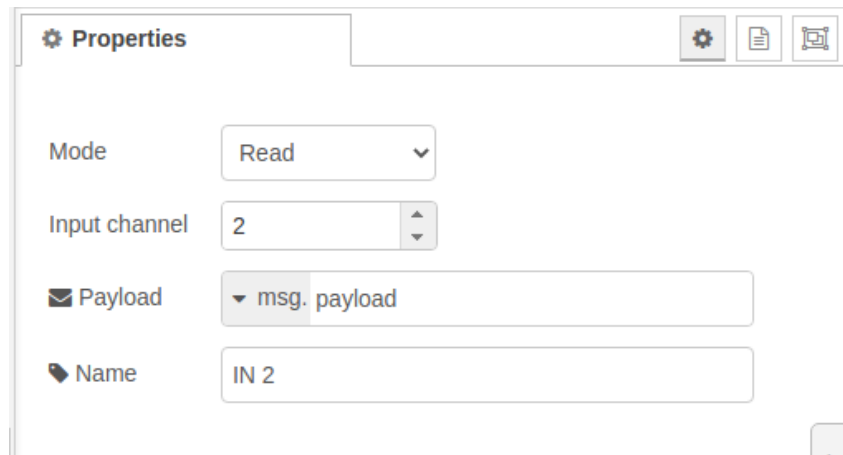 Properties
Mode Read
Input channel 2
Payload msg. payload
Name IN 2